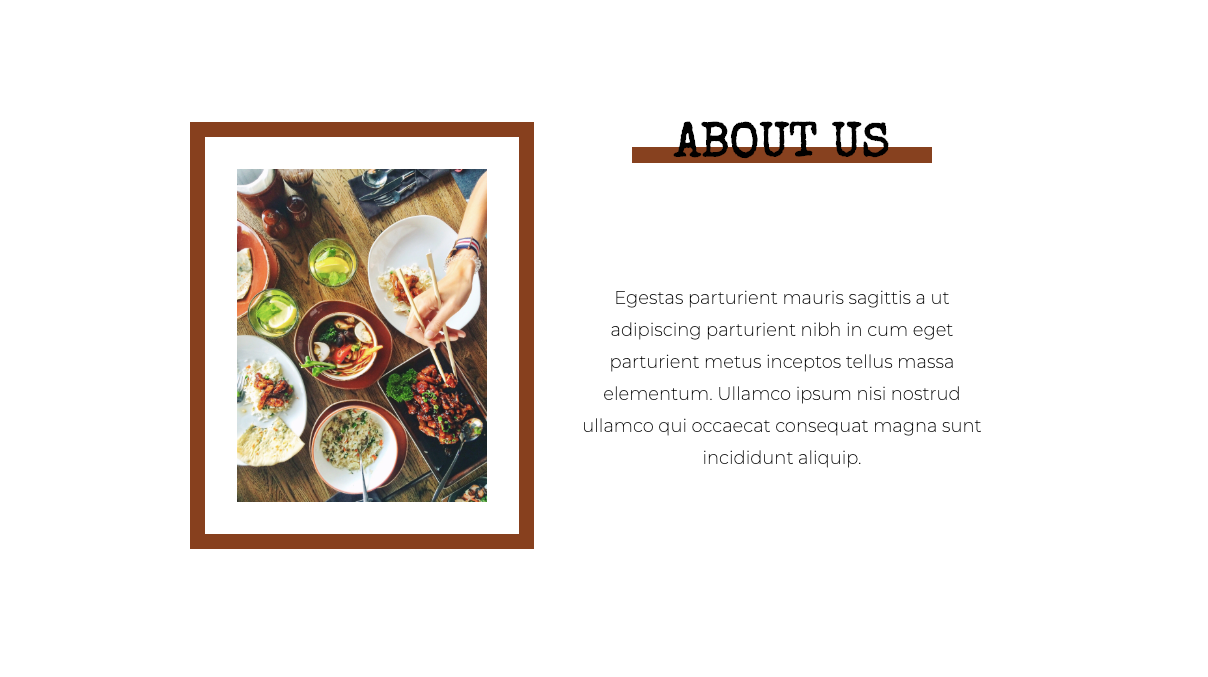 ABOUT US
Egestas parturient mauris sagittis a ut
adipiscing parturient nibh in cum eget
parturient metus inceptos tellus massa
elementum. Ullamco ipsum nisi nostrud
ullamco qui occaecat consequat magna sunt
incididunt aliquip.